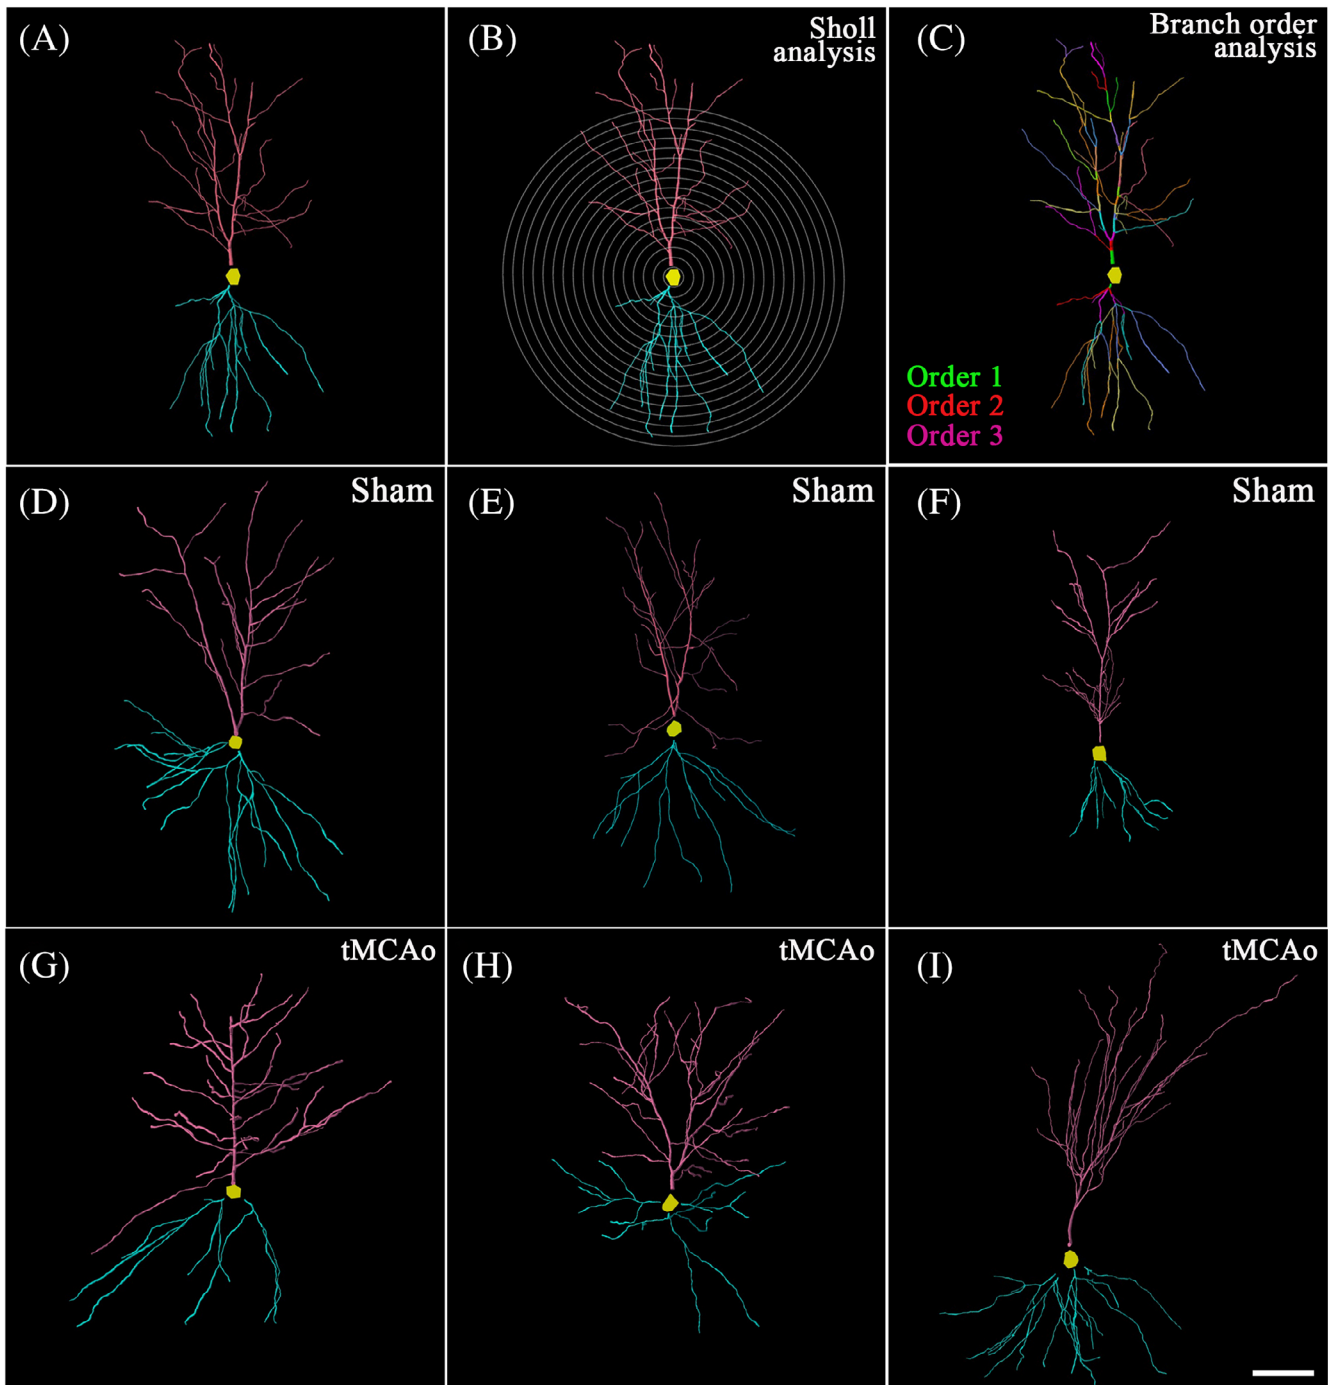 (A)
(B)
Sholl
analysis
(C)
Branch order
analysis
Order 1
Order 2
Order 3
(D)
Sham
(E)
Sham
(F)
Sham
(G)
tMCAo
(H)
tMCAo
(I)
tMCAo